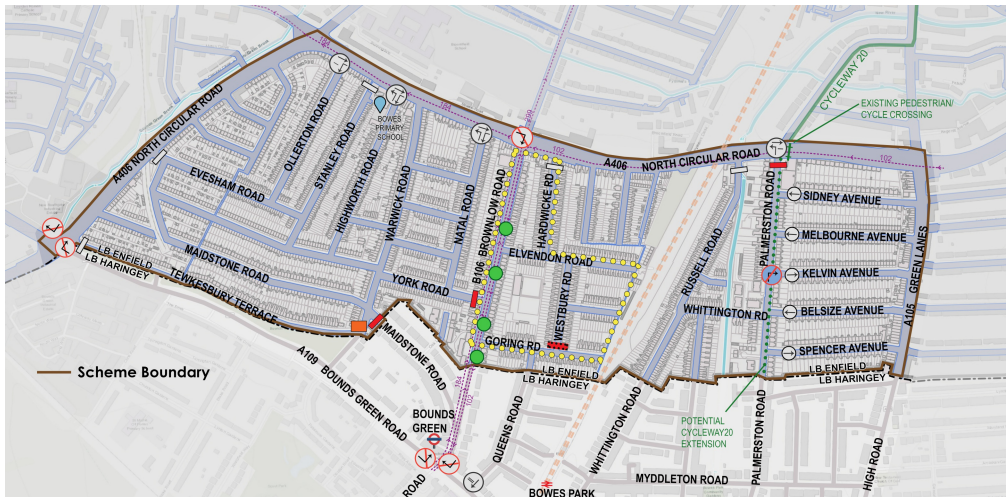 CYCLEWAY 20
EXISTING PEDESTRIAN/
CYCLE CROSSING
A406 NORTH CIRCULAR ROAD
184
102
A406
NORTH CIRCULAR ROAD
102
BOWES
PRIMARY
SCHOOL
OLLERTON ROAD
STANLEY ROAD
HIGHWORTH ROAD
WARWICK ROAD
NATAL ROAD
B106 BROWNLOW ROAD
HARDWICKE RD
EVESHAM ROAD
ELVENDON ROAD
PALMERSTON ROAD
SIDNEY AVENUE
MELBOURNE AVENUE
RUSSELL ROAD
KELVIN AVENUE
A105 GREEN LANES
MAIDSTONE ROAD
YORK ROAD
WESTBURY RD
WHITTINGTON RD
BELSIZE AVENUE
LB ENFIELD
LB HARINGEY
TEWKESBURY TERRACE
GORING RD
SPENCER AVENUE
LB ENFIELD
LB HARINGEY
LB ENFIELD
LB HARINGEY
MAIDSTONE ROAD
Scheme Boundary
A109
BOUNDS GREEN ROAD
184
102
BOUNDS
GREEN
QUEENS ROAD
WHITTINGTON ROAD
POTENTIAL
CYCLEWAY20
EXTENSION
PALMERSTON ROAD
HIGH ROAD
MYDDLETON ROAD
ROAD
BOWES PARK